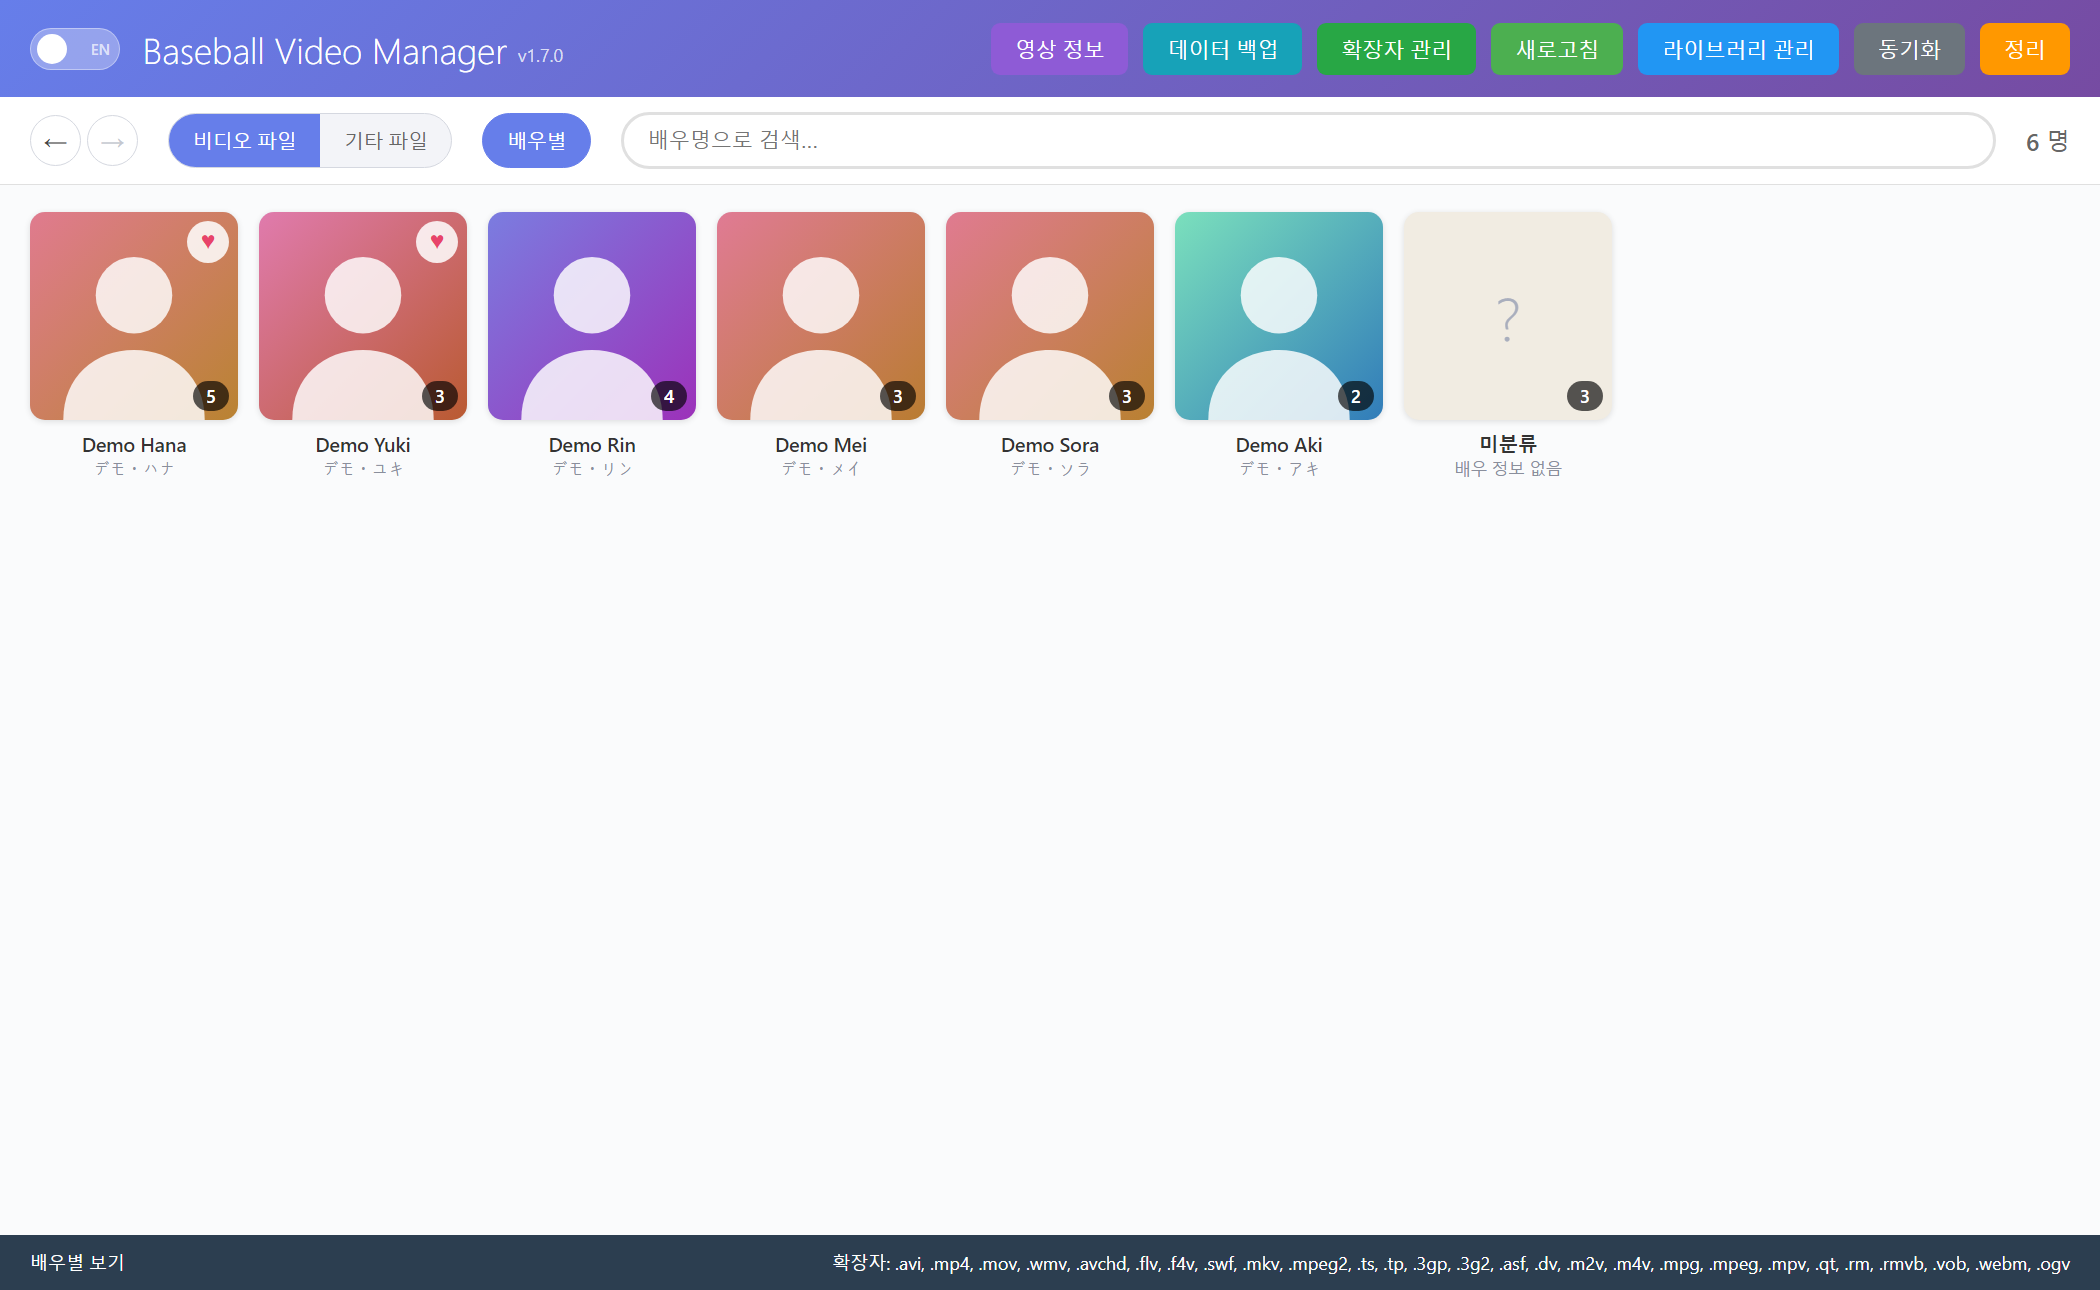 EN
Baseball Video Manager v1.7.0
영상 정보
데이터 백업
확장자 관리
새로고침
라이브러리 관리
동기화
정리
←
→
비디오 파일
기타 파일
배우별
배우명으로 검색...
6 명
♥
♥
?
5
3
4
3
3
2
3
Demo Hana
デモ・ハナ
Demo Yuki
デモ・ユキ
Demo Rin
デモ・リン
Demo Mei
デモ・メイ
Demo Sora
デモ・ソラ
Demo Aki
デモ・アキ
미분류
배우 정보 없음
배우별 보기
확장자: .avi, .mp4, .mov, .wmv, .avchd, .flv, .f4v, .swf, .mkv, .mpeg2, .ts, .tp, .3gp, .3g2, .asf, .dv, .m2v, .m4v, .mpg, .mpeg, .mpv, .qt, .rm, .rmvb, .vob, .webm, .ogv